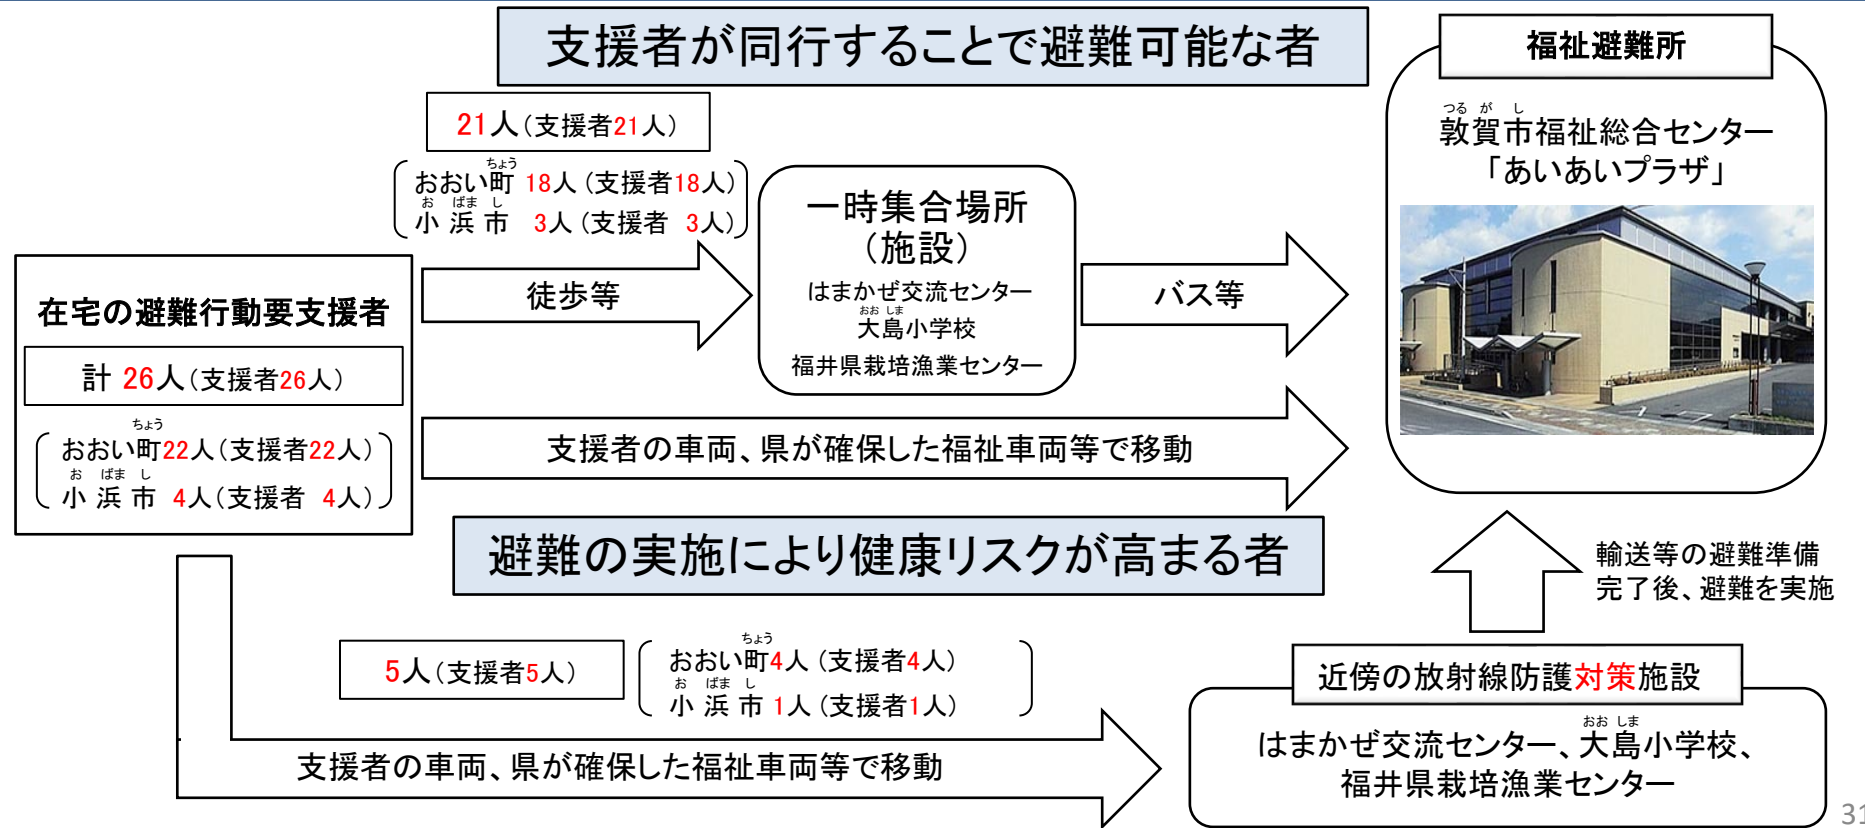 支援者が同行することで避難可能な者
21人（支援者21人）
ちょう
おおい町 18人（支援者18人）
お ばま し
小 浜 市 3人（支援者 3人）
在宅の避難行動要支援者
計 26人（支援者26人）
ちょう
おおい町22人（支援者22人）
お ばま し
小 浜 市 4人（支援者 4人）
徒歩等
一時集合場所
（施設）
はまかぜ交流センター
おお しま
大島小学校
福井県栽培漁業センター
バス等
支援者の車両、県が確保した福祉車両等で移動
福祉避難所
つる が し
敦賀市福祉総合センター
「あいあいプラザ」
避難の実施により健康リスクが高まる者
5人（支援者5人）
ちょう
おおい町4人（支援者4人）
お ばま し
小 浜 市 1人（支援者1人）
支援者の車両、県が確保した福祉車両等で移動
輸送等の避難準備
完了後、避難を実施
近傍の放射線防護対策施設
おお しま
はまかぜ交流センター、大島小学校、
福井県栽培漁業センター
31